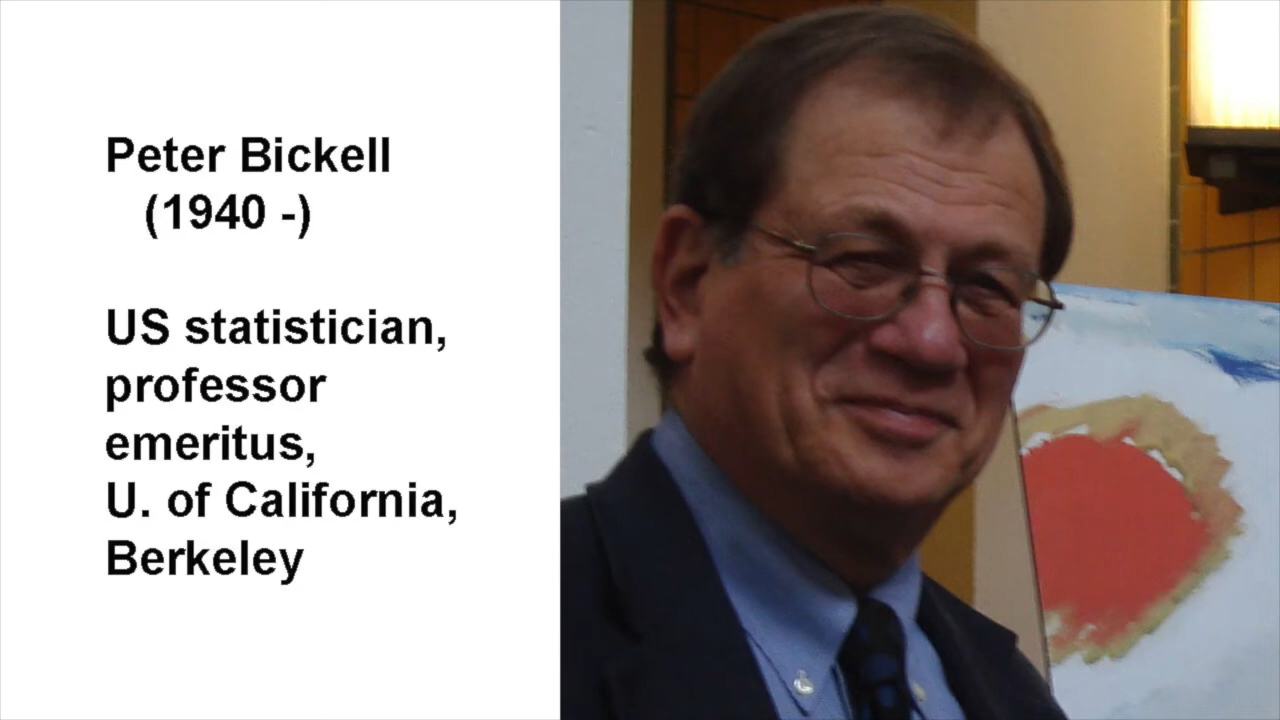 Peter Bickell
(1940 -)
US statistician,
professor
emeritus,
U. of California,
Berkeley